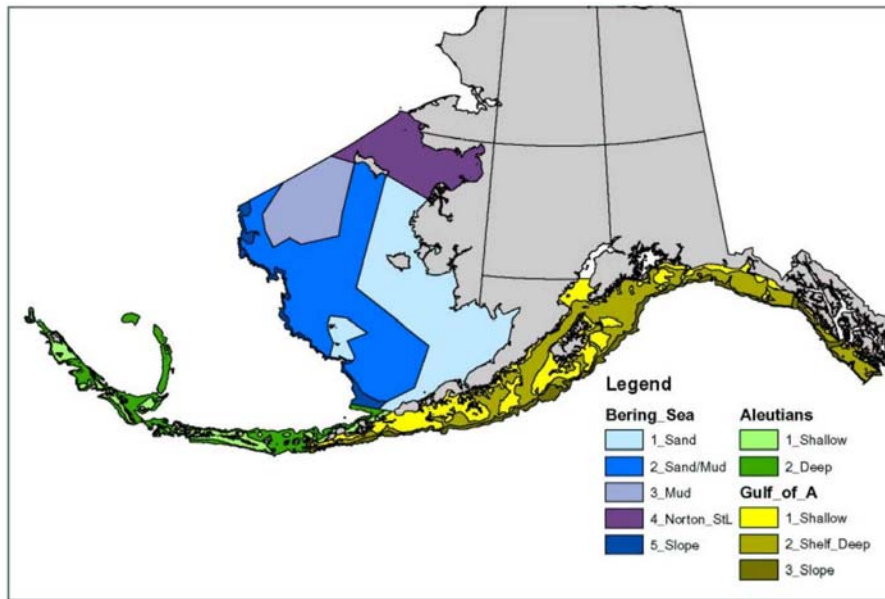 Legend
Bering_Sea
1_Sand
2_Sand/Mud
3_Mud
4_Norton_StL
5_Slope
Aleutians
1_Shallow
2_Deep
Gulf_of_A
1_Shallow
2_Shelf_Deep
3_Slope